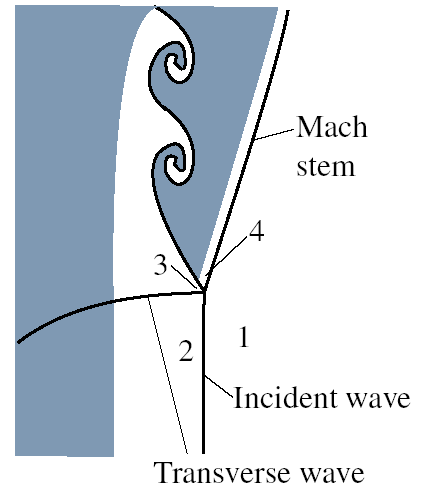 Mach
stem
4
3
1
2
Incident wave
Transverse wave